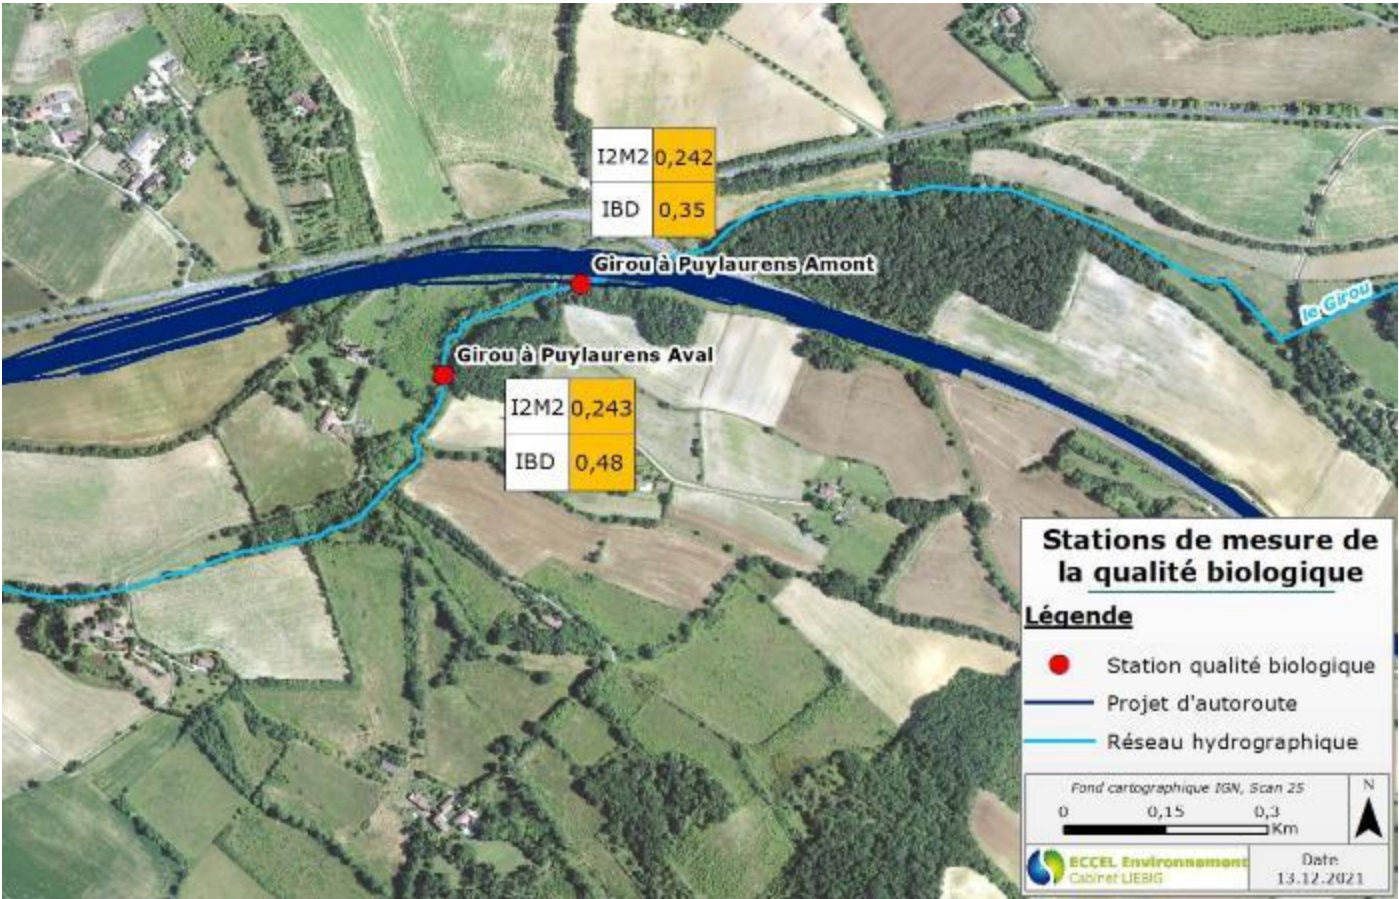 I2M2 0,242
IBD 0,35
Girou à Puylaurens Amont
le Girou
Girou à Puylaurens Aval
I2M2 0,243
IBD 0,48
Stations de mesure de
la qualité biologique
Légende
Station qualité biologique
Projet d'autoroute
Réseau hydrographique
Fond cartographique IGN, Scan 25
N
0 0,15 0,3
Km
ECCEL Environnement
Cabinet LIEBIG
Date
13.12.2021